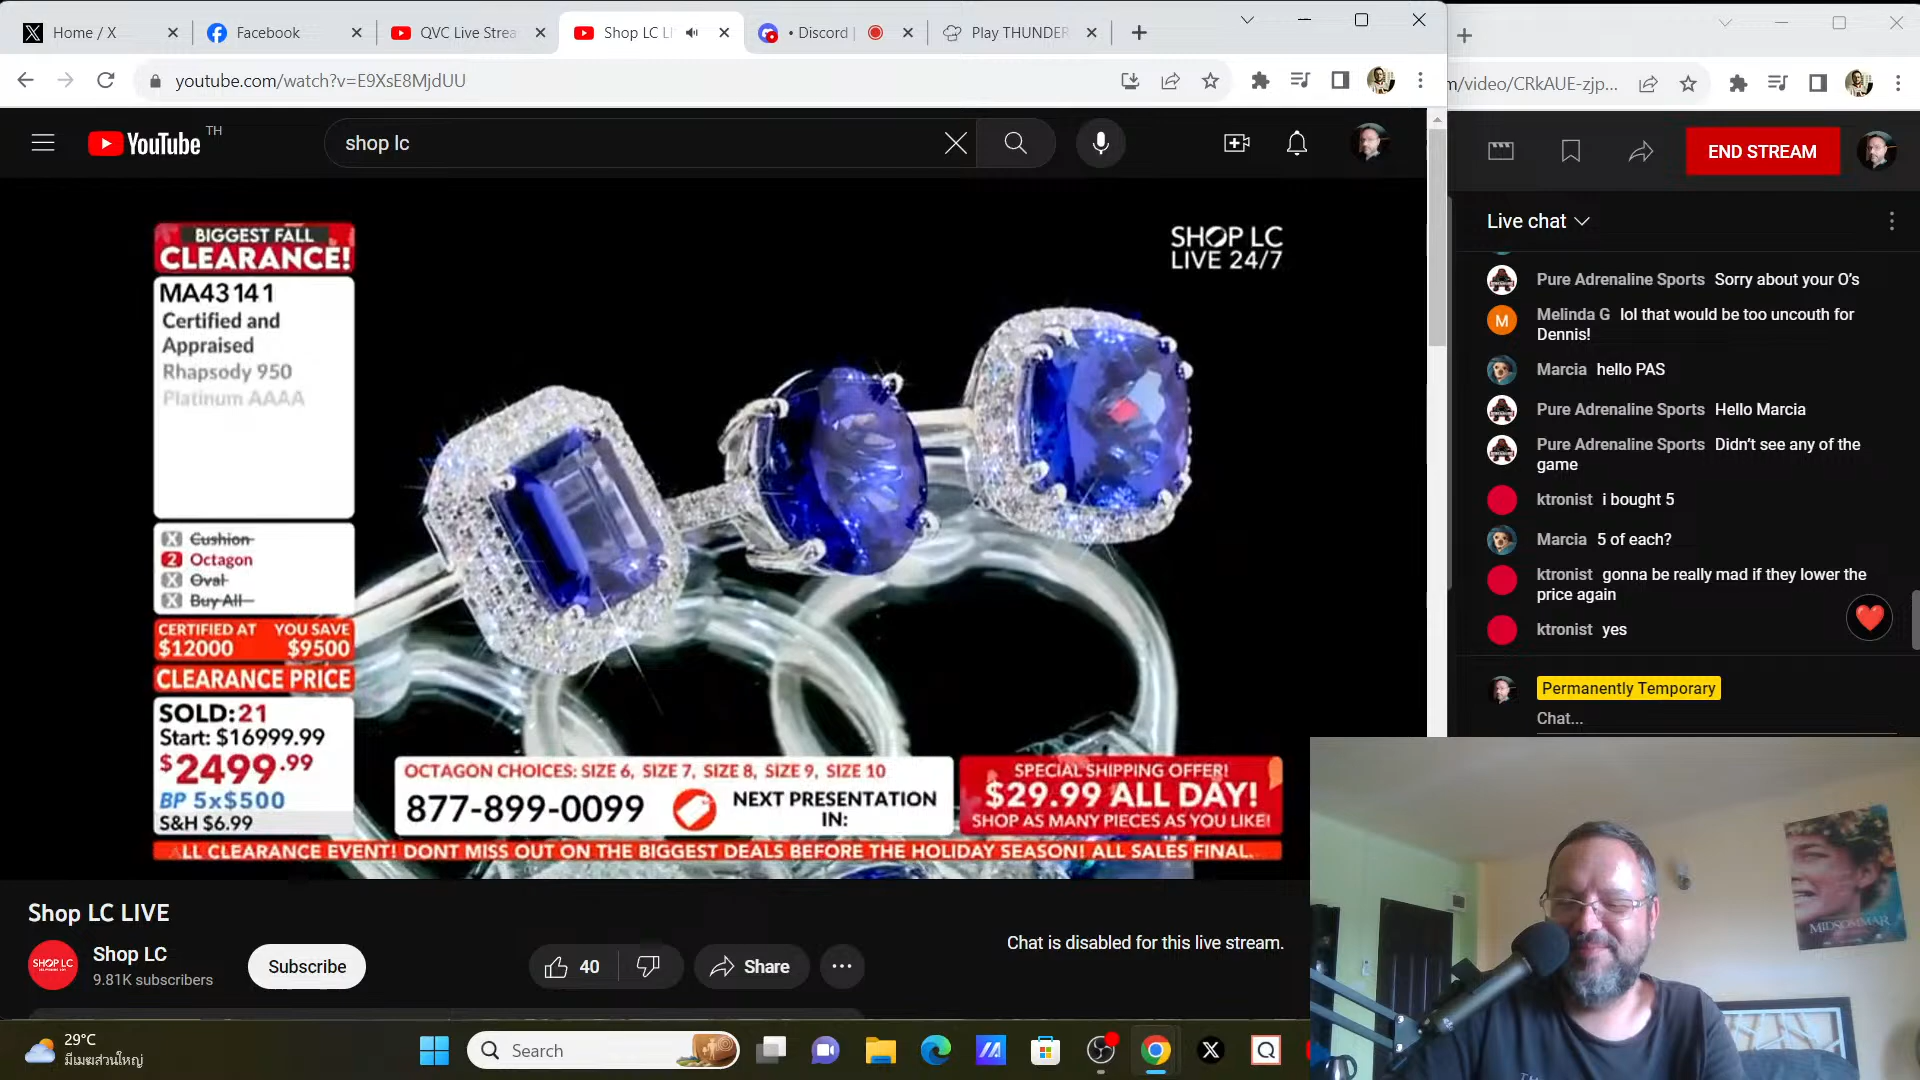 Home / X
Facebook
QVC Live Strea
Shop LC LI
• Discord |
Play THUNDER
youtube.com/watch?v=E9XsE8MjdUU
n/video/CRkAUE-zjp...
YouTube TH
shop lc
END STREAM
Live chat
BIGGEST FALL
CLEARANCE!
MA43141
Certified and
Appraised
Rhapsody 950
Platinum AAAA
X Cushion
2 Octagon
X Oval
X Buy All
CERTIFIED AT YOU SAVE
$12000 $9500
CLEARANCE PRICE
SOLD:21
Start: $16999.99
$2499.99
BP 5x$500
S&H $6.99
SHOP LC
LIVE 24/7
OCTAGON CHOICES: SIZE 6, SIZE 7, SIZE 8, SIZE 9, SIZE 10
877-899-0099
NEXT PRESENTATION
IN:
SPECIAL SHIPPING OFFER!
$29.99 ALL DAY!
SHOP AS MANY PIECES AS YOU LIKE!
LL CLEARANCE EVENT! DONT MISS OUT ON THE BIGGEST DEALS BEFORE THE HOLIDAY SEASON! ALL SALES FINAL.
Pure Adrenaline Sports Sorry about your O's
M Melinda G lol that would be too uncouth for
Dennis!
Marcia hello PAS
Pure Adrenaline Sports Hello Marcia
Pure Adrenaline Sports Didn't see any of the
game
ktronist i bought 5
Marcia 5 of each?
ktronist gonna be really mad if they lower the
price again
ktronist yes
Permanently Temporary
Chat...
Shop LC LIVE
SHOP LC
Shop LC
9.81K subscribers
Subscribe
40
Share
Chat is disabled for this live stream.
MIDSOMMAR
29°C
มีเมฆส่วนใหญ่
Search